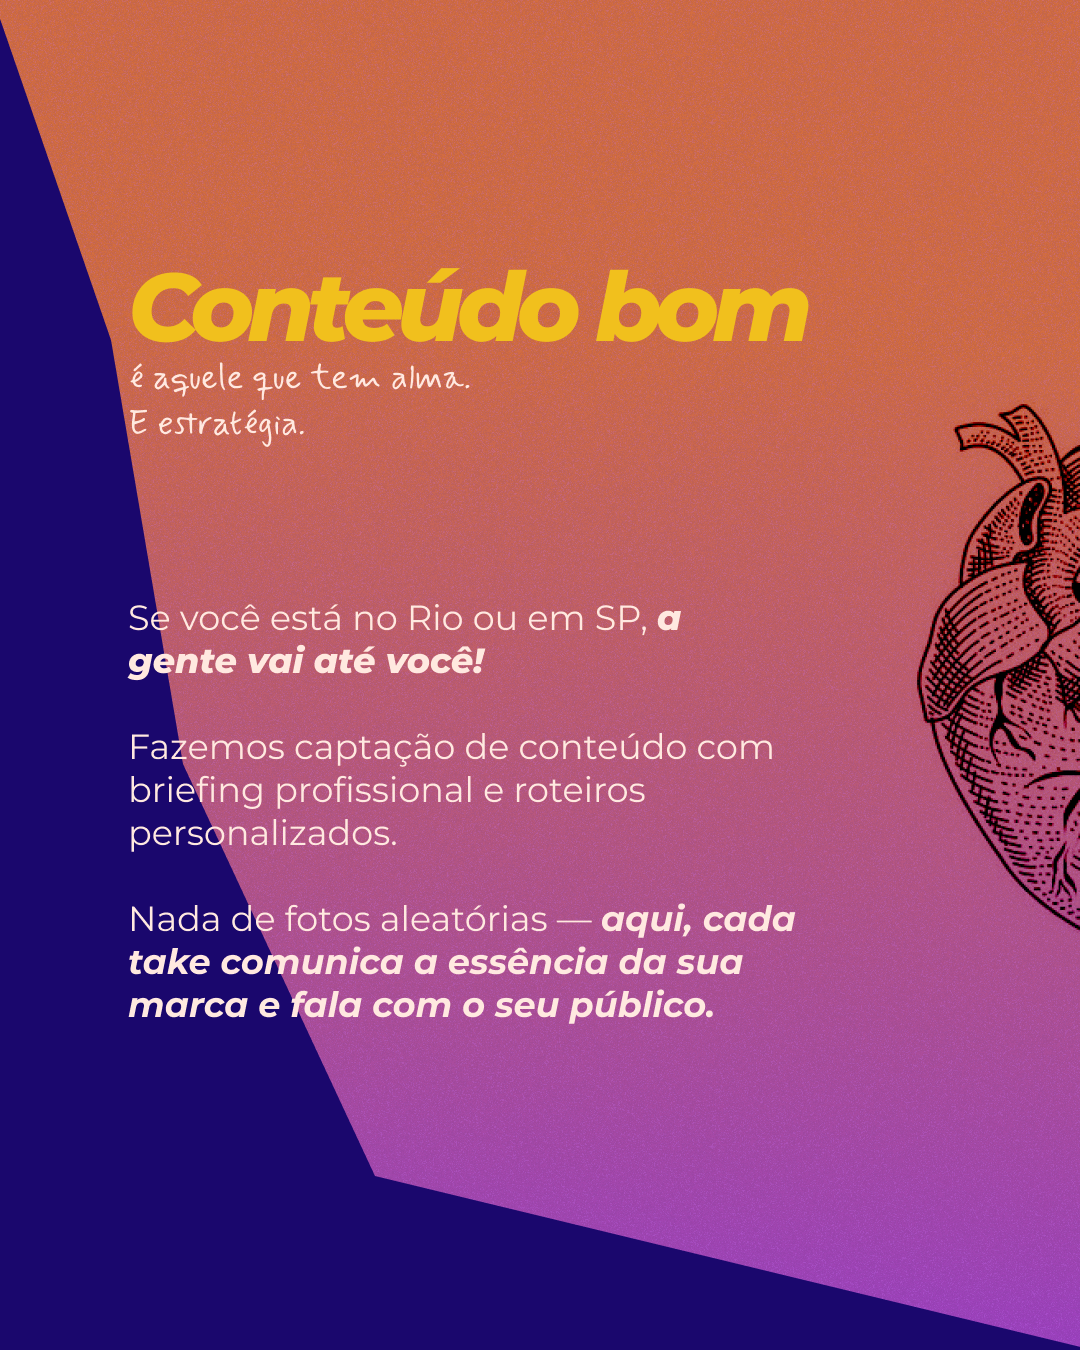 Conteúdo bom
é aquele que tem alma.
E estratégia.
Se você está no Rio ou em SP, a
gente vai até você!
Fazemos captação de conteúdo com
briefing profissional e roteiros
personalizados.
Nada de fotos aleatórias — aqui, cada
take comunica a essência da sua
marca e fala com o seu público.